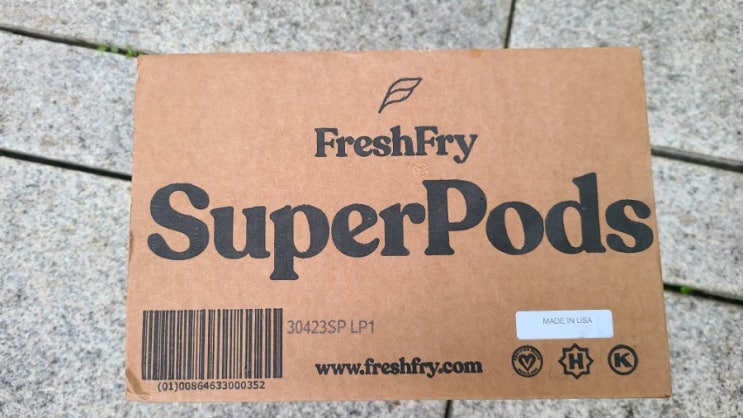 FreshFry
SuperPods
30423SP LP1
MADE IN USA
(01)00864633000352
www.freshfry.com
H
K